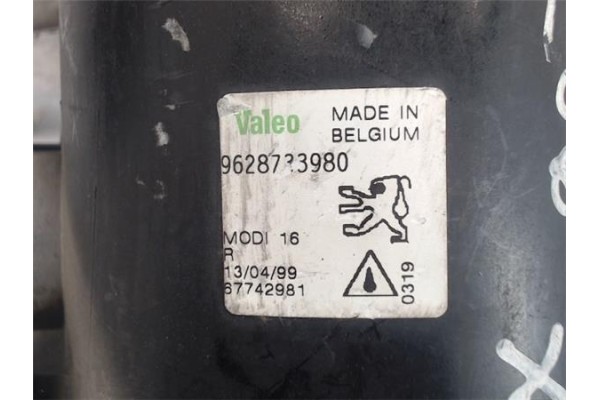 Valeo
MADE IN
BELGIUM
9628733980
MODI 16
R
13/04/99
67742981
0319